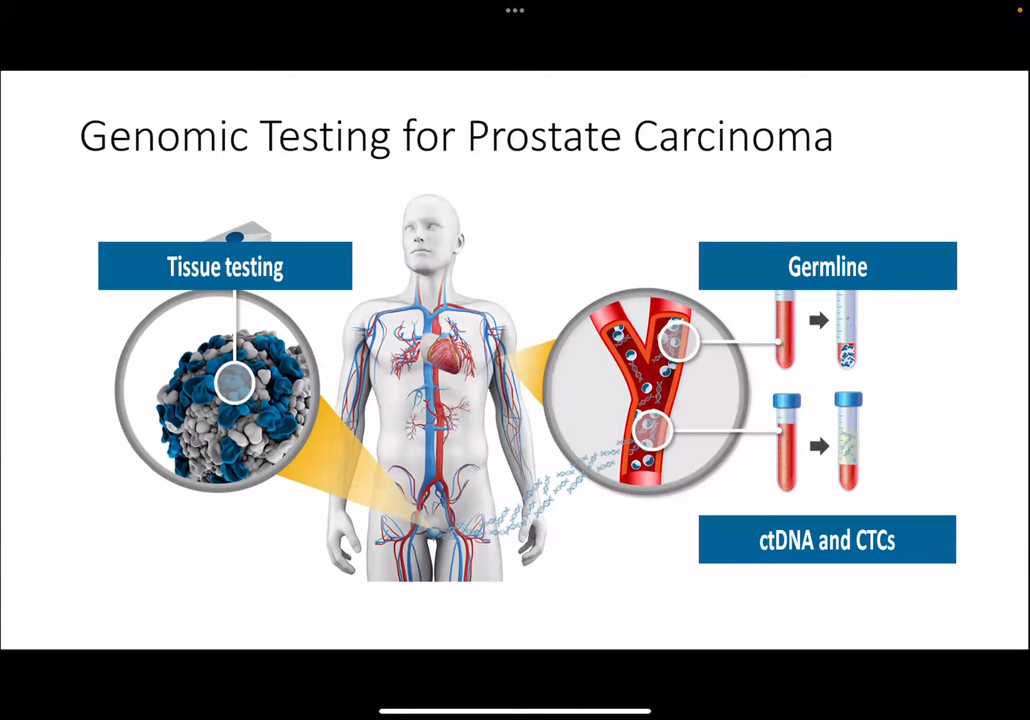 Genomic Testing for Prostate Carcinoma
Tissue testing
Germline
ctDNA and CTCs